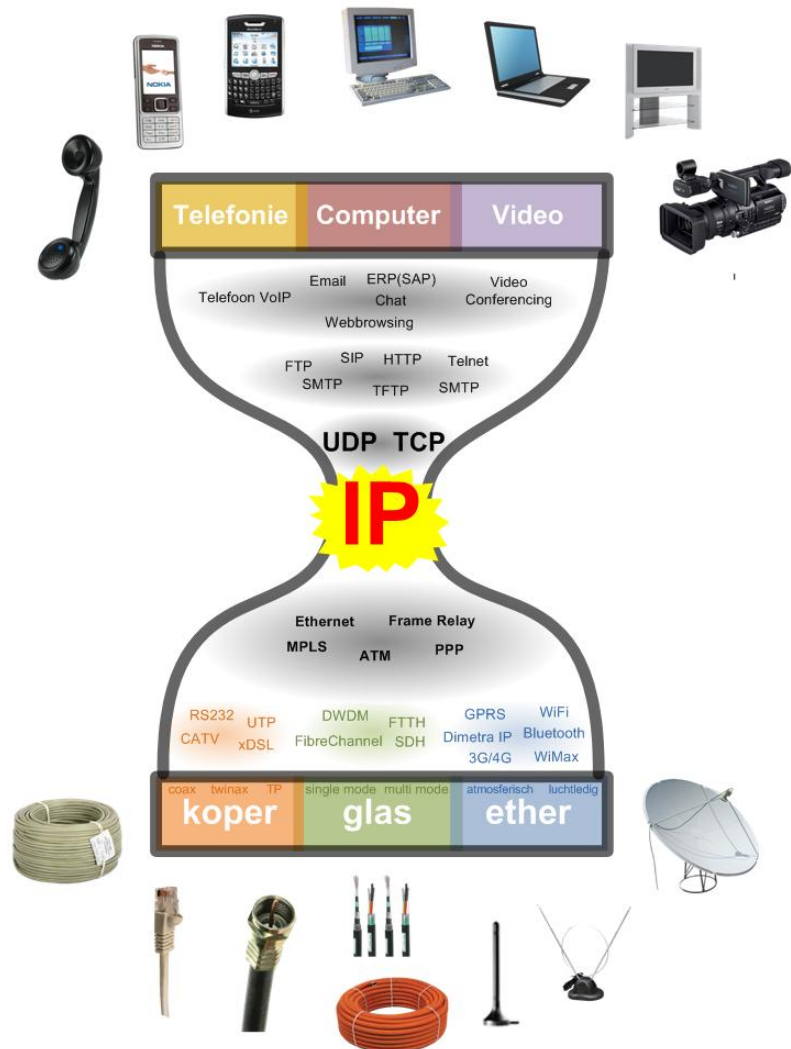 NOKIA
Telefonie Computer Video
Email ERP(SAP) Video
Telefoon VoIP Chat Conferencing
Webbrowsing
SIP HTTP Telnet
FTP
SMTP TFTP SMTP
UDP TCP
IP
Ethernet Frame Relay
MPLS ATM PPP
RS232 UTP
CATV xDSL
DWDM FTTH
FibreChannel SDH
GPRS WiFi
Dimetra IP Bluetooth
3G/4G WiMax
coax twinax TP single mode multi mode atmosferisch luchtledig
koper glas ether